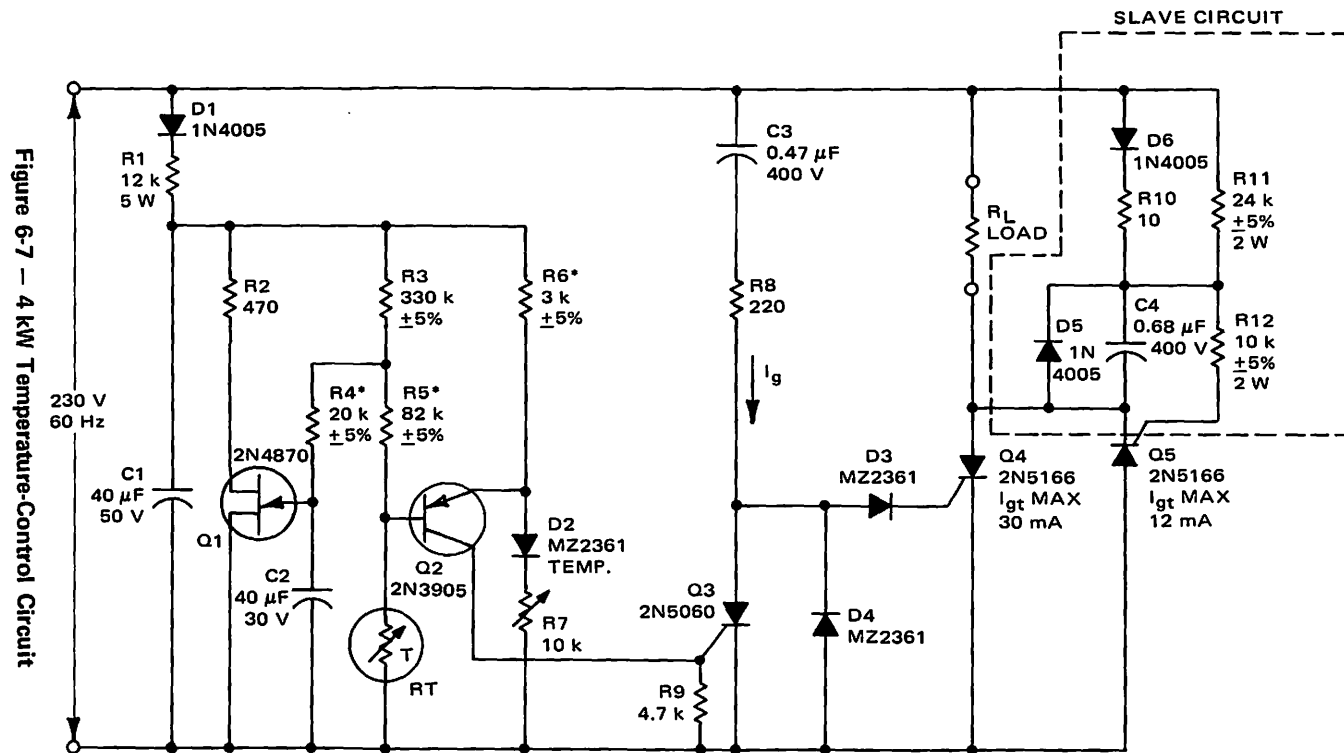 SLAVE CIRCUIT
D1
1N4005
R1
12 k
5 W
C3
0.47 µF
400 V
D6
1N4005
R10
10
R11
24 k
±5%
2 W
RL
LOAD
R2
470
R3
330 k
±5%
R6*
3 k
±5%
R8
220
D5
1N
4005
C4
0.68 µF
400 V
R12
10 k
±5%
2 W
230 V
60 Hz
Ig
R4*
20 k
±5%
R5*
82 k
±5%
2N4870
C1
40 µF
50 V
Q1
D3
MZ2361
Q4
2N5166
Igt MAX
30 mA
Q5
2N5166
Igt MAX
12 mA
C2
40 µF
30 V
Q2
2N3905
D2
MZ2361
TEMP.
Q3
2N5060
D4
MZ2361
R7
10 k
T
RT
R9
4.7 k
Figure 6-7 — 4 kW Temperature-Control Circuit